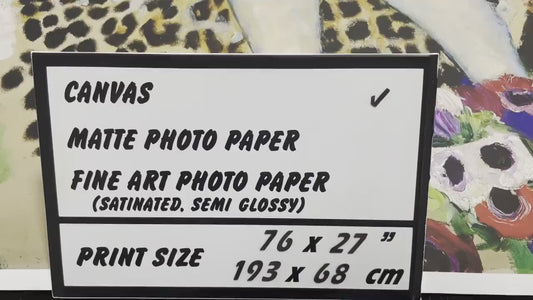 CANVAS ✓
MATTE PHOTO PAPER
FINE ART PHOTO PAPER
(SATINATED, SEMI GLOSSY)
PRINT SIZE 76 x 27 "
193 x 68 cm